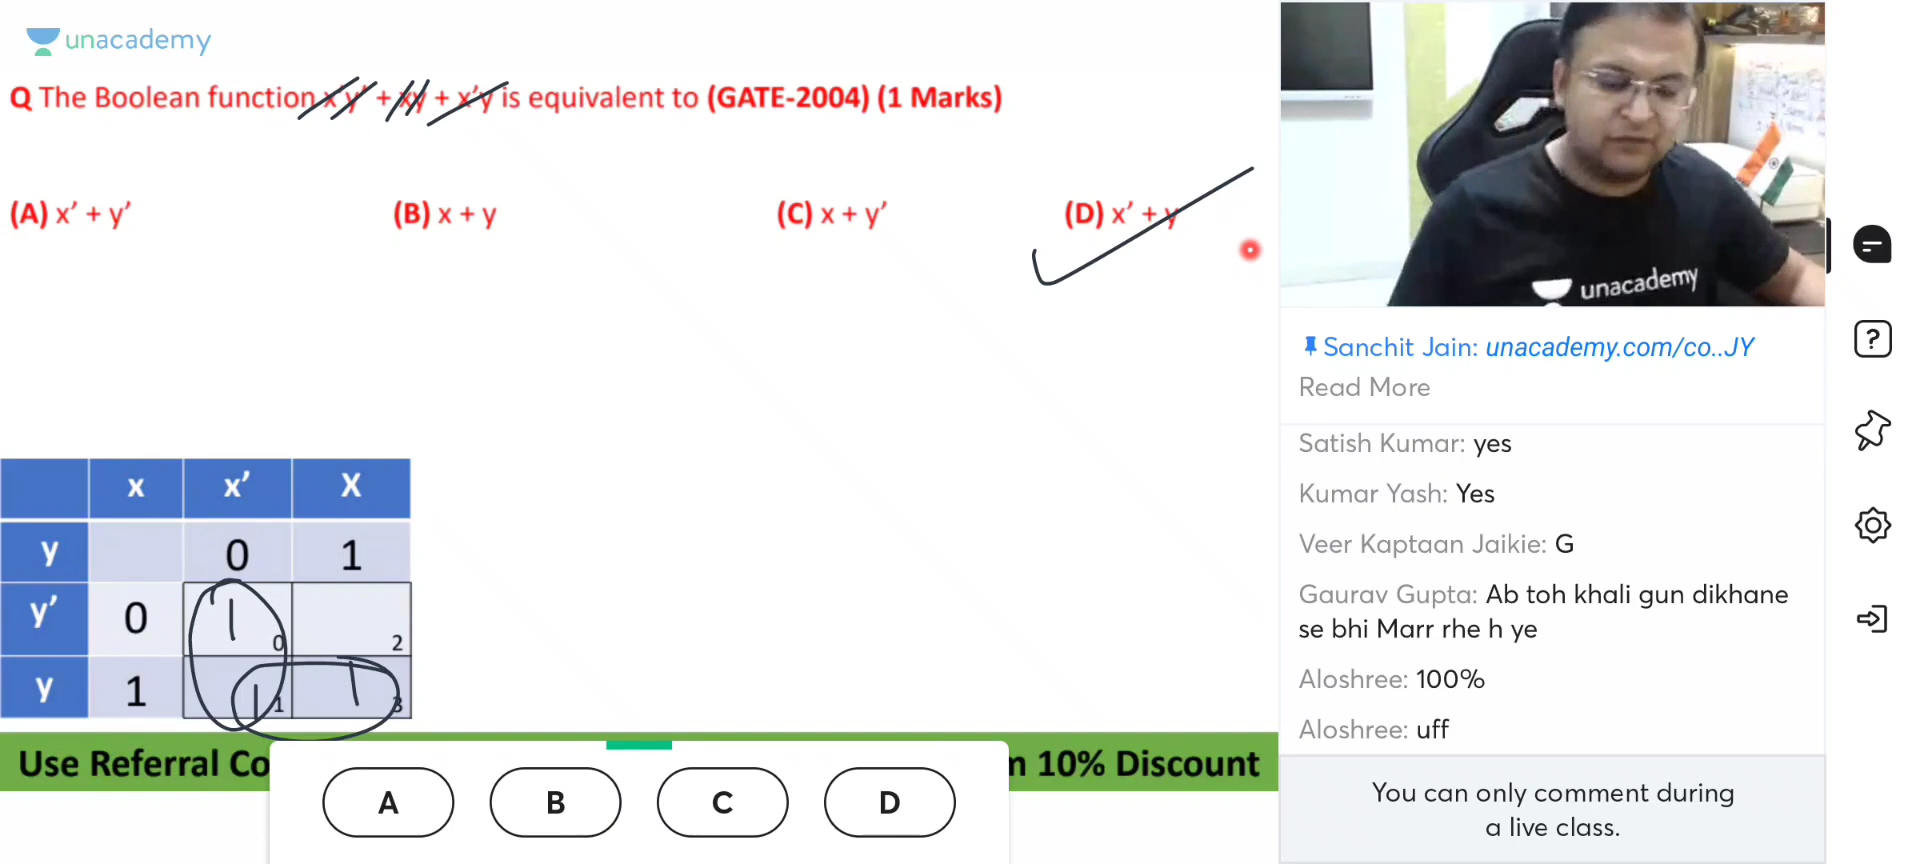 unacademy
Q The Boolean function x'y' + xy + x'y is equivalent to (GATE-2004) (1 Marks)
(A) x' + y' (B) x + y (C) x + y' (D) x' + y
x x' X
y 0 1
y' 0 1 0 2
y 1 1 1 1 3
Use Referral Co n 10% Discount
A B C D
unacademy
Sanchit Jain: unacademy.com/co..JY
Read More
Satish Kumar: yes
Kumar Yash: Yes
Veer Kaptaan Jaikie: G
Gaurav Gupta: Ab toh khali gun dikhane
se bhi Marr rhe h ye
Aloshree: 100%
Aloshree: uff
You can only comment during
a live class.
?